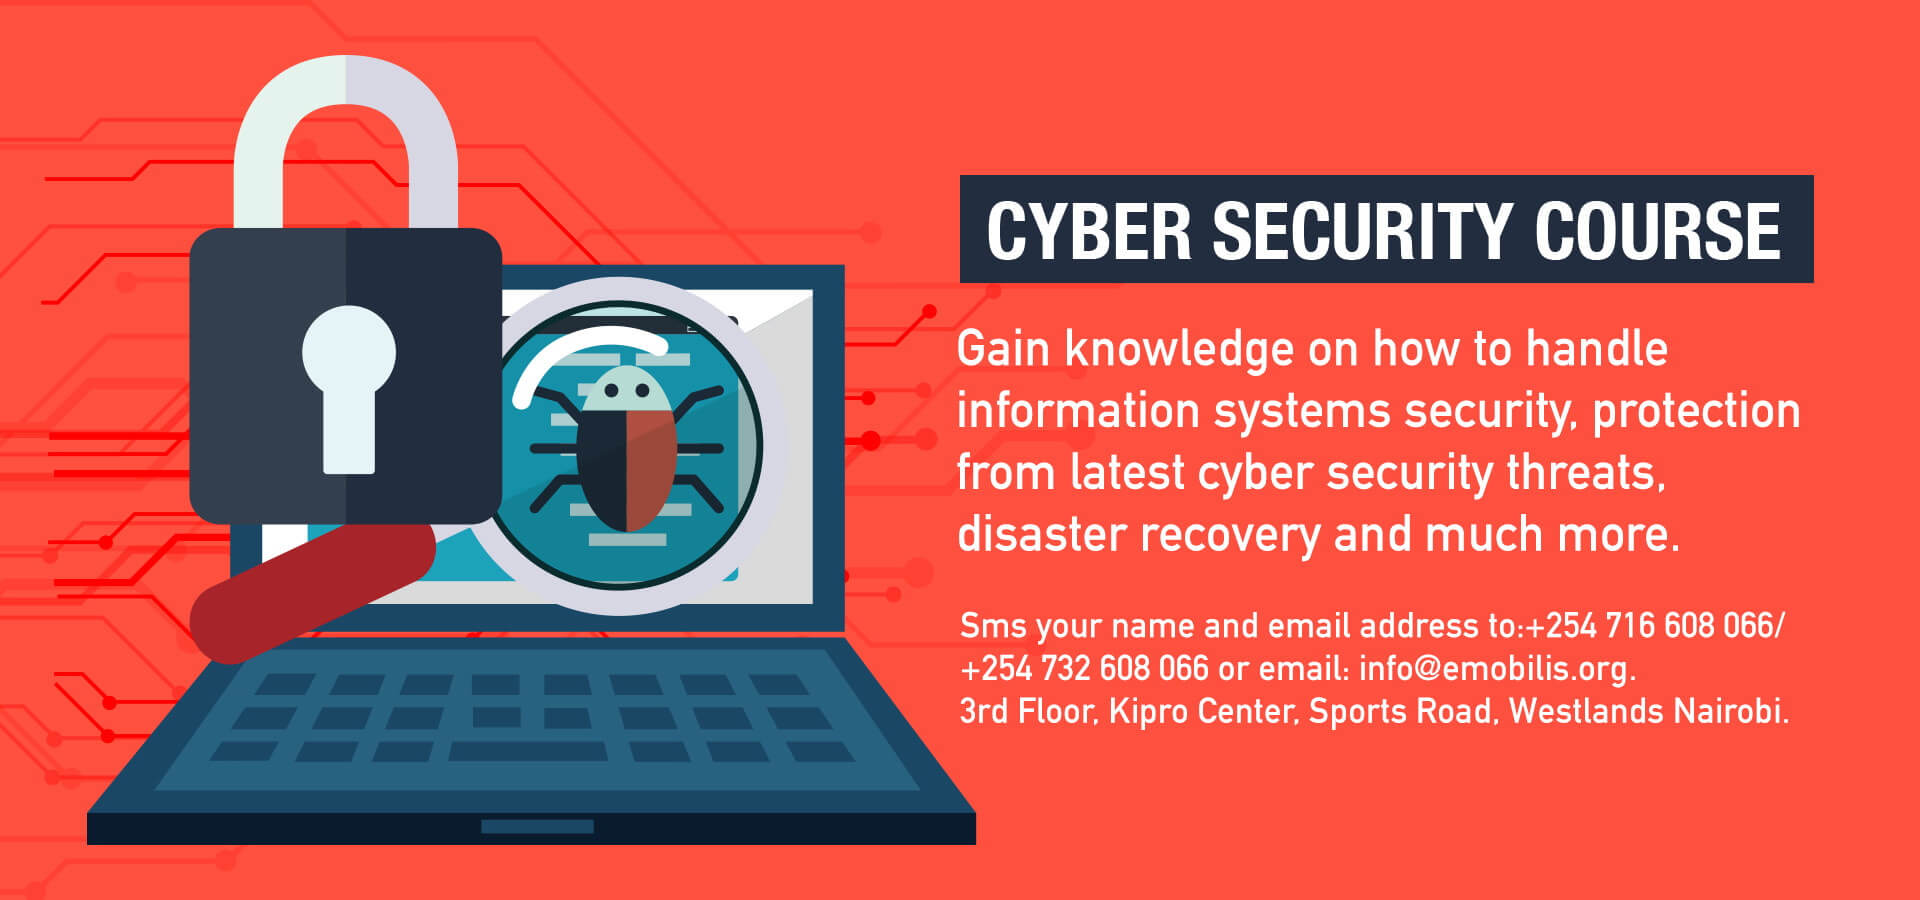 CYBER SECURITY COURSE
Gain knowledge on how to handle
information systems security, protection
from latest cyber security threats,
disaster recovery and much more.
Sms your name and email address to:+254 716 608 066/
+254 732 608 066 or email: info@emobilis.org.
3rd Floor, Kipro Center, Sports Road, Westlands Nairobi.